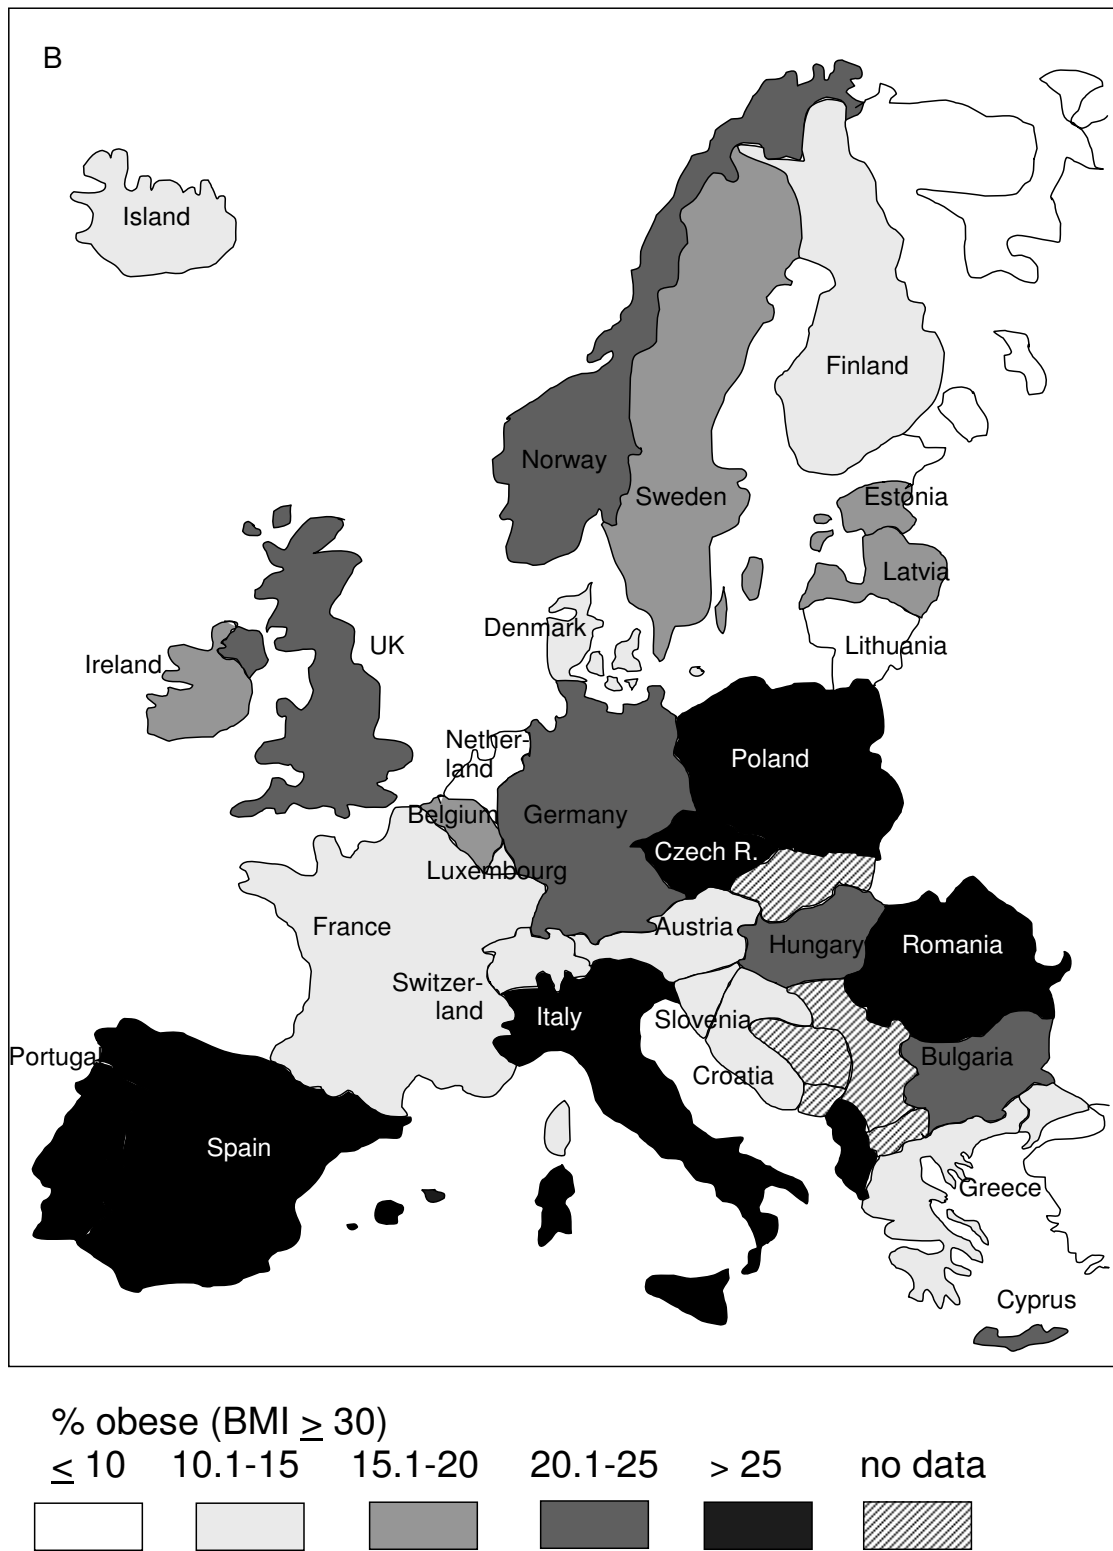 B
Island
Finland
Norway
Sweden
Estonia
Latvia
Denmark
UK
Lithuania
Ireland
Nether-
land
Poland
Belgium
Germany
Czech R.
Luxembourg
France
Austria
Hungary
Romania
Switzer-
land
Italy
Slovenia
Portugal
Bulgaria
Croatia
Spain
Greece
Cyprus
% obese (BMI ≥ 30)
≤ 10 10.1-15 15.1-20 20.1-25 > 25 no data